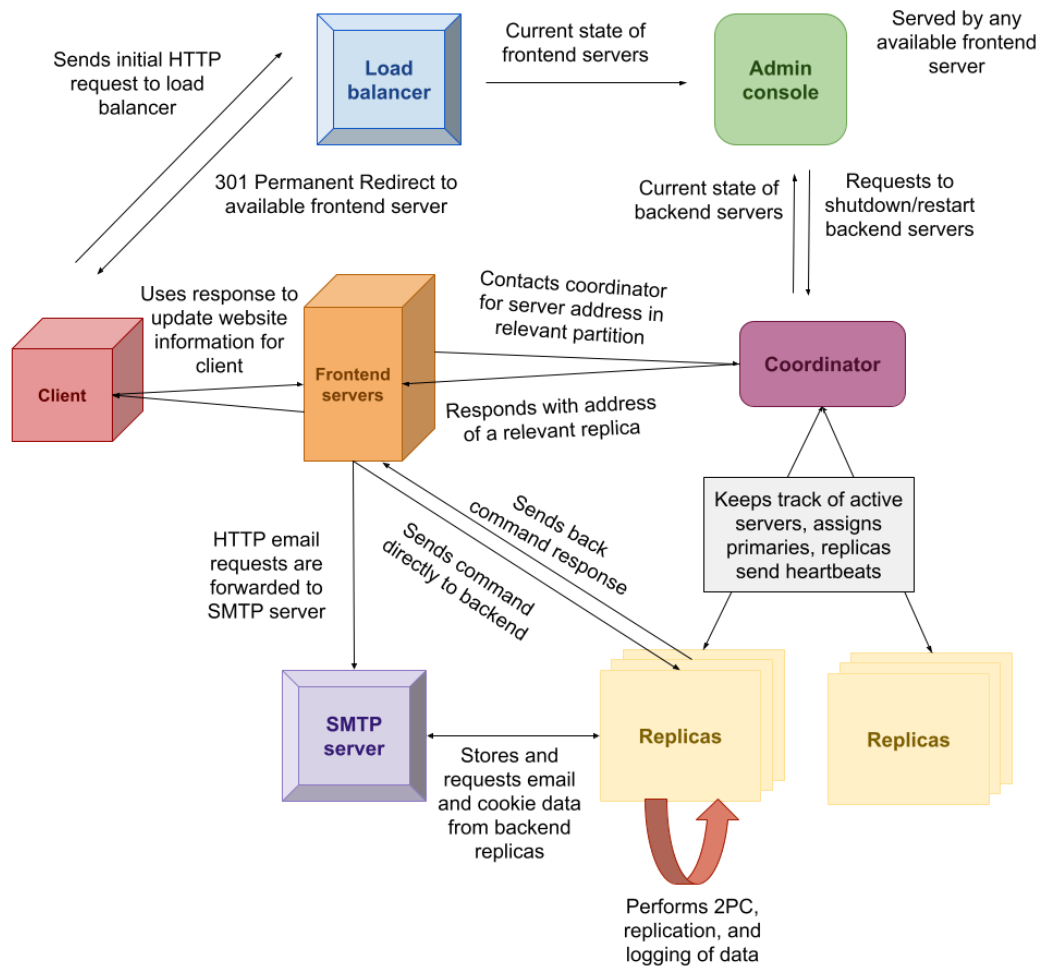 Sends initial HTTP
request to load
balancer
Load
balancer
Current state of
frontend servers
Admin
console
Served by any
available frontend
server
301 Permanent Redirect to
available frontend server
Current state of
backend servers
Requests to
shutdown/restart
backend servers
Client
Uses response to
update website
information for
client
Frontend
servers
Contacts coordinator
for server address in
relevant partition
Responds with address
of a relevant replica
Coordinator
HTTP email
requests are
forwarded to
SMTP server
Sends command
directly to backend
Sends back
command response
Keeps track of active
servers, assigns
primaries, replicas
send heartbeats
SMTP
server
Stores and
requests email
and cookie data
from backend
replicas
Replicas
Replicas
Performs 2PC,
replication, and
logging of data